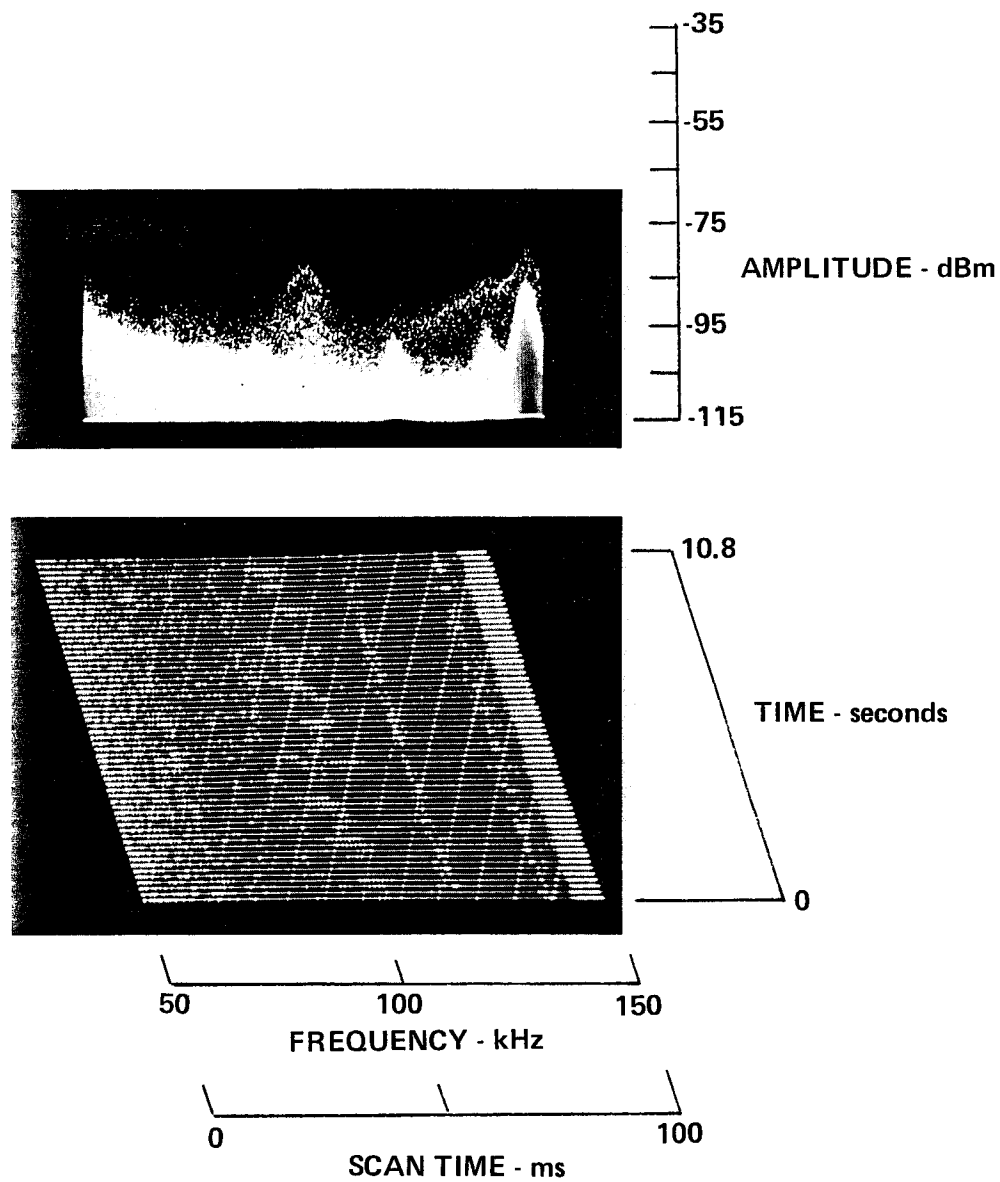 -35
-55
-75
AMPLITUDE - dBm
-95
-115
10.8
TIME - seconds
0
50 100 150
FREQUENCY - kHz
0 100
SCAN TIME - ms